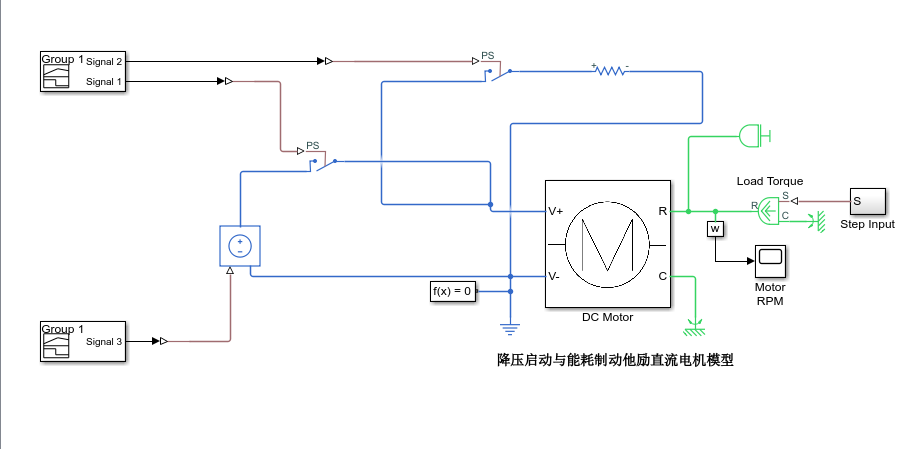 PS
Group 1
Signal 2
Signal 1
+
-
PS
Load Torque
S
R
C
S
Step Input
V+
R
w
+
-
V-
C
Motor
RPM
f(x) = 0
DC Motor
Group 1
Signal 3
降压启动与能耗制动他励直流电机模型